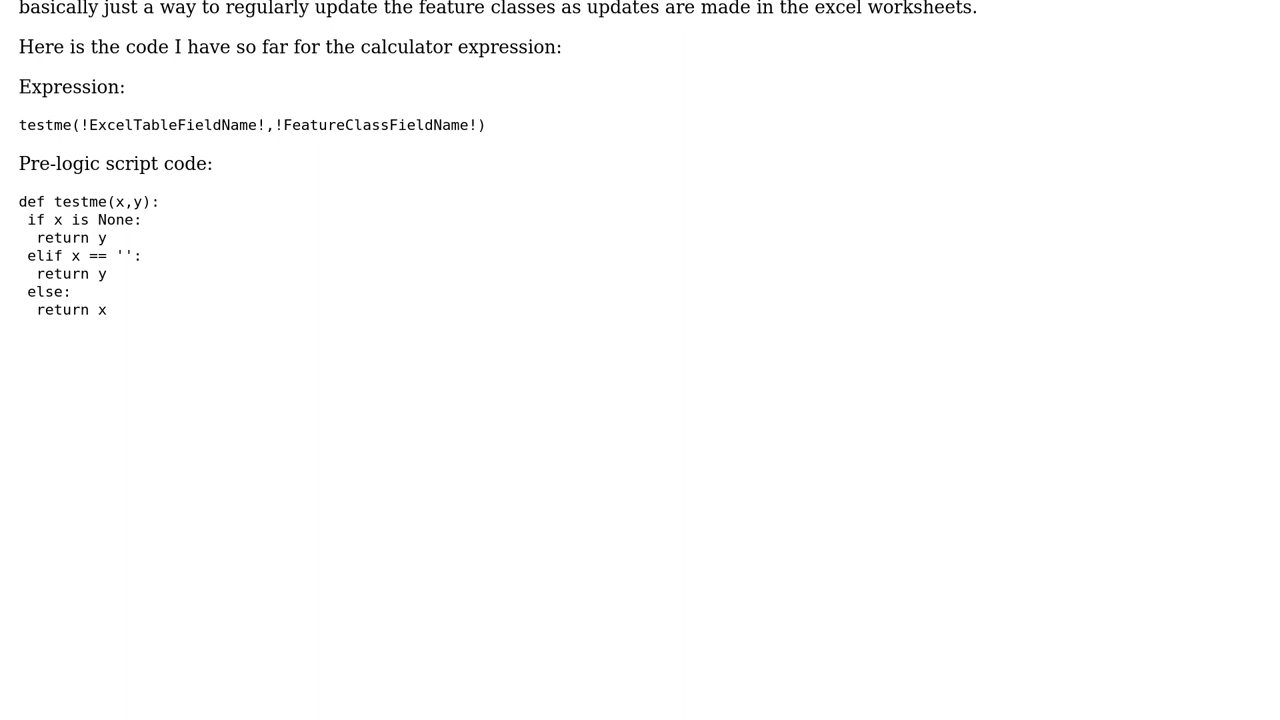 basically just a way to regularly update the feature classes as updates are made in the excel worksheets.
Here is the code I have so far for the calculator expression:
Expression:
testme(!ExcelTableFieldName!,!FeatureClassFieldName!)
Pre-logic script code:
def testme(x,y):
 if x is None:
  return y
 elif x == '':
  return y
 else:
  return x